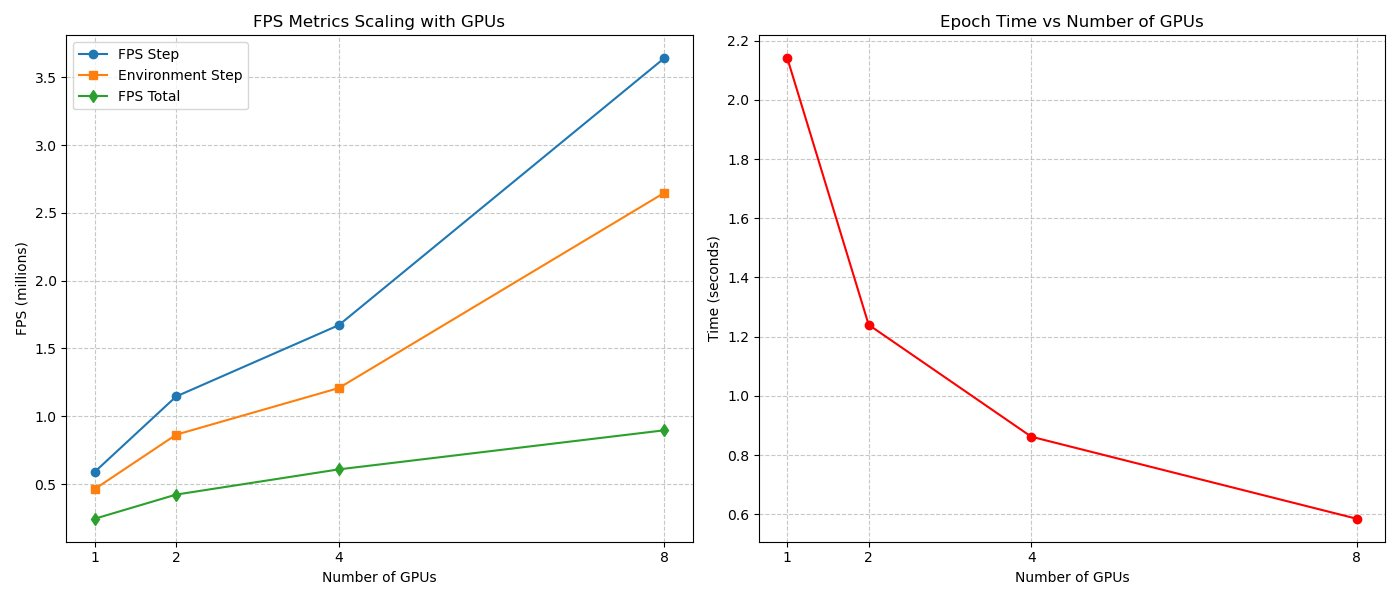 FPS Metrics Scaling with GPUs
FPS Step
Environment Step
FPS Total
3.5
3.0
2.5
2.0
1.5
1.0
0.5
FPS (millions)
1 2 4 8
Number of GPUs
Epoch Time vs Number of GPUs
2.2
2.0
1.8
1.6
1.4
1.2
1.0
0.8
0.6
Time (seconds)
1 2 4 8
Number of GPUs